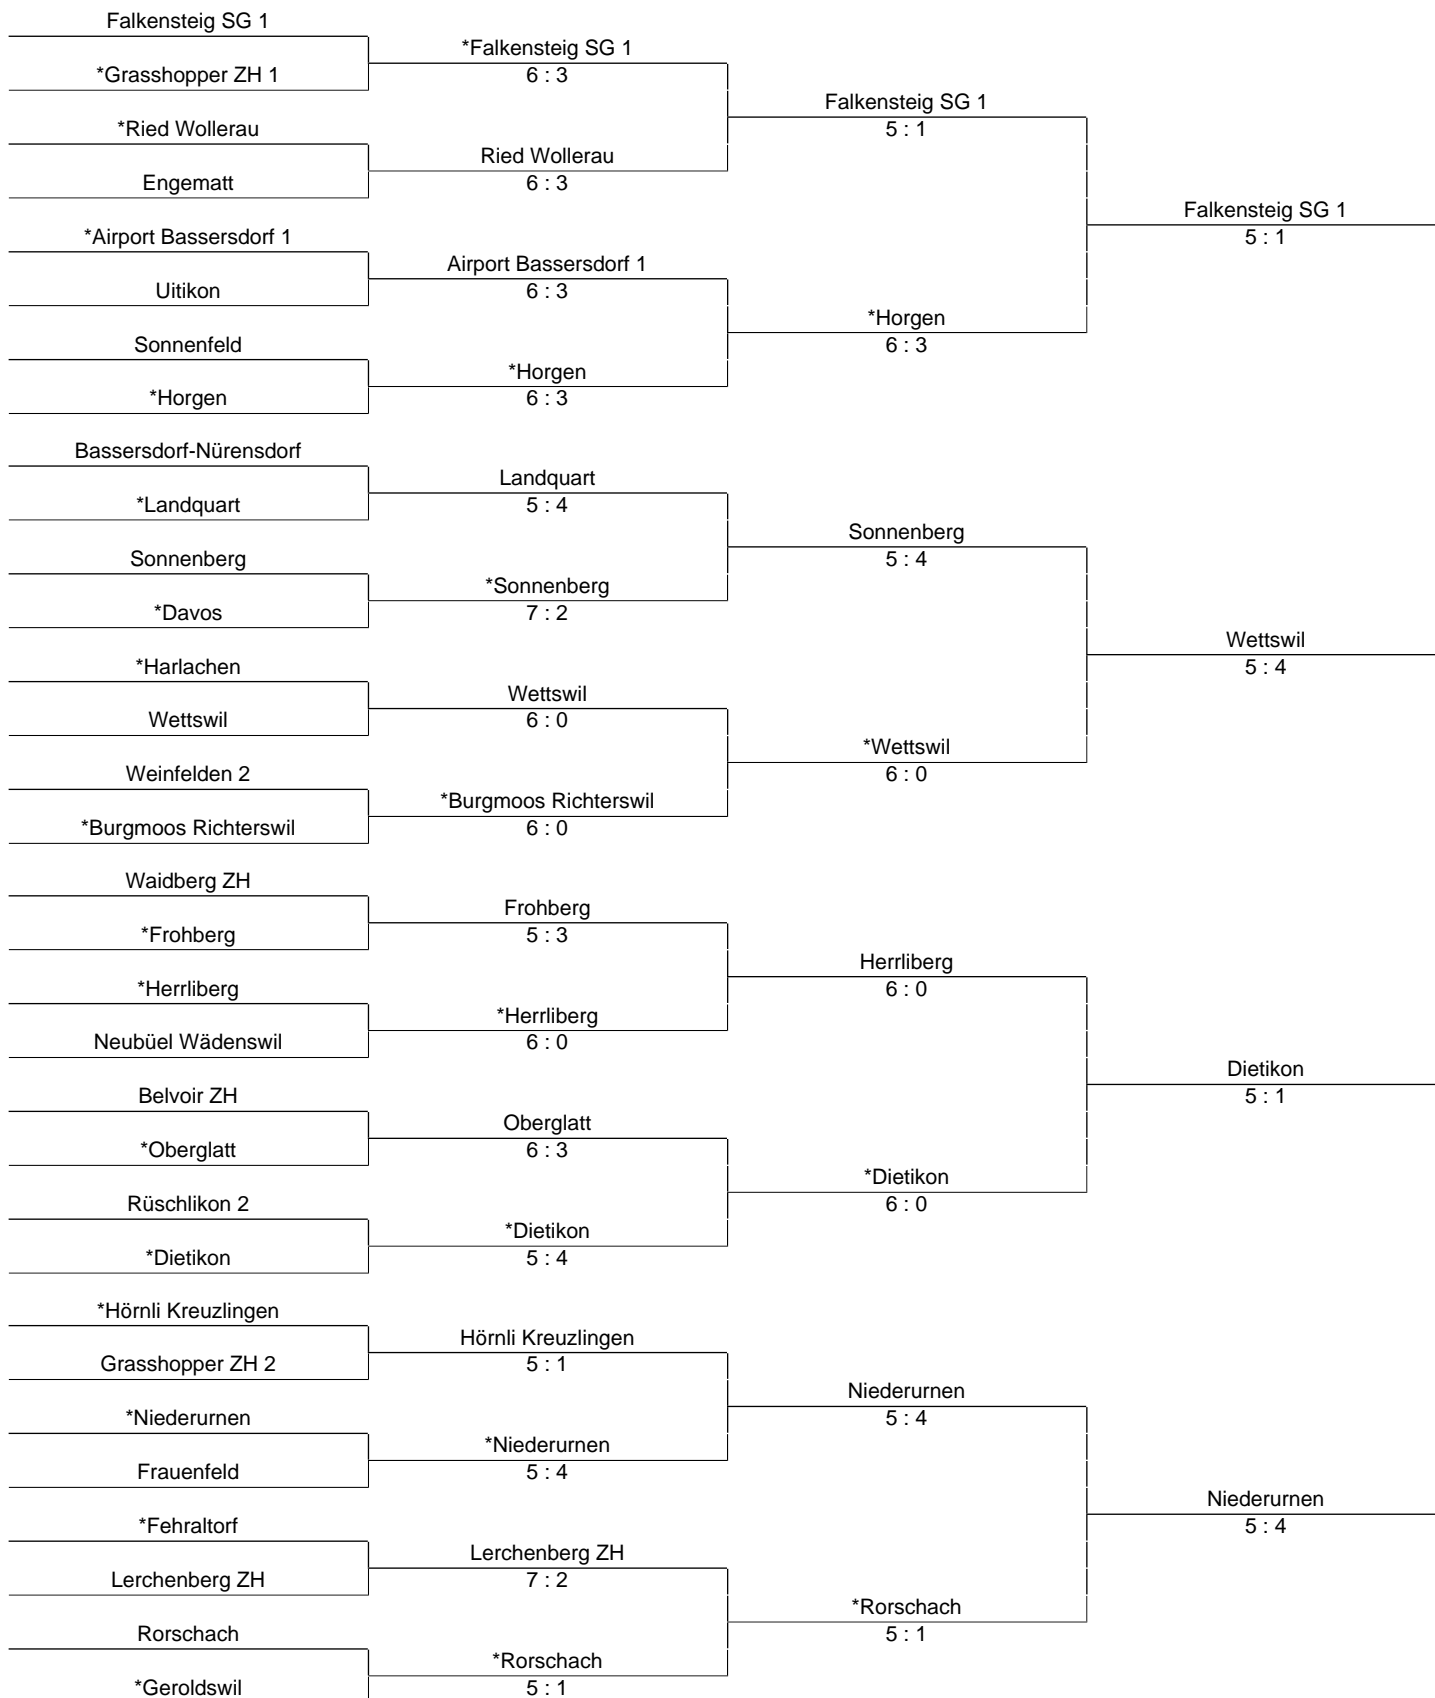 Falkensteig SG 1
*Grasshopper ZH 1
*Ried Wollerau
Engematt
*Airport Bassersdorf 1
Uitikon
Sonnenfeld
*Horgen
Bassersdorf-Nürensdorf
*Landquart
Sonnenberg
*Davos
*Harlachen
Wettswil
Weinfelden 2
*Burgmoos Richterswil
Waidberg ZH
*Frohberg
*Herrliberg
Neubüel Wädenswil
Belvoir ZH
*Oberglatt
Rüschlikon 2
*Dietikon
*Hörnli Kreuzlingen
Grasshopper ZH 2
*Niederurnen
Frauenfeld
*Fehraltorf
Lerchenberg ZH
Rorschach
*Geroldswil
*Falkensteig SG 1
6 : 3
Ried Wollerau
6 : 3
Airport Bassersdorf 1
6 : 3
*Horgen
6 : 3
Landquart
5 : 4
*Sonnenberg
7 : 2
Wettswil
6 : 0
*Burgmoos Richterswil
6 : 0
Frohberg
5 : 3
*Herrliberg
6 : 0
Oberglatt
6 : 3
*Dietikon
5 : 4
Hörnli Kreuzlingen
5 : 1
*Niederurnen
5 : 4
Lerchenberg ZH
7 : 2
*Rorschach
5 : 1
Falkensteig SG 1
5 : 1
*Horgen
6 : 3
Sonnenberg
5 : 4
*Wettswil
6 : 0
Herrliberg
6 : 0
*Dietikon
6 : 0
Niederurnen
5 : 4
*Rorschach
5 : 1
Falkensteig SG 1
5 : 1
Wettswil
5 : 4
Dietikon
5 : 1
Niederurnen
5 : 4